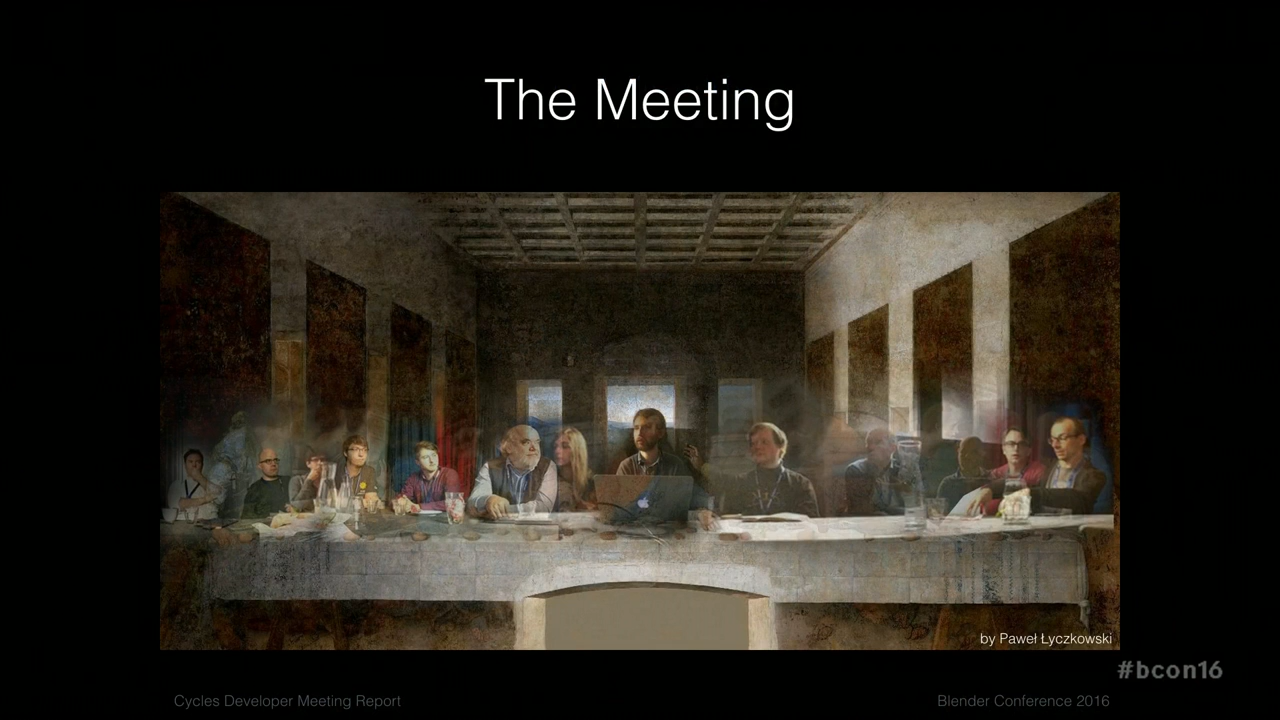 The Meeting
by Paweł Łyczkowski
#bcon16
Cycles Developer Meeting Report
Blender Conference 2016